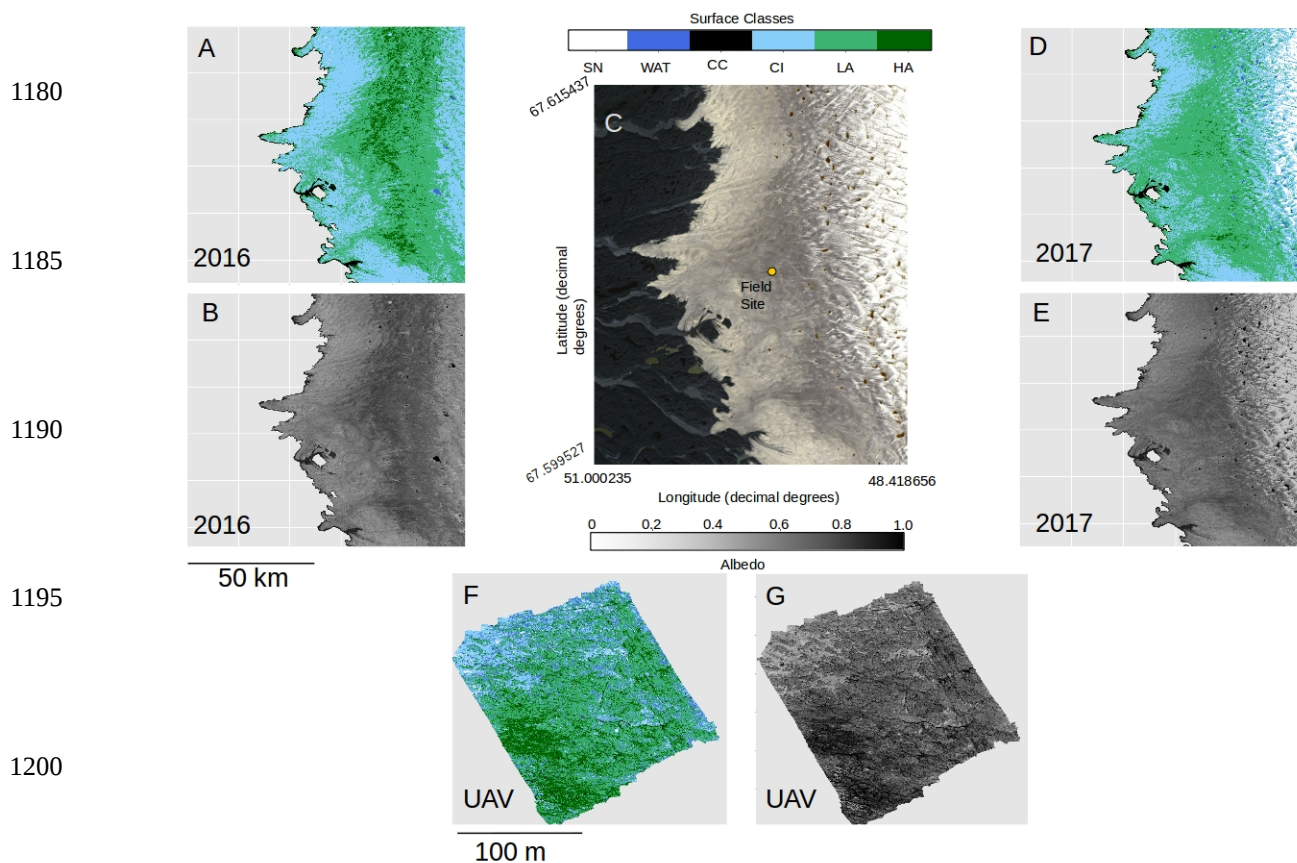 Surface Classes
SN WAT CC CI LA HA
A
2016
B
2016
50 km
67.615437
C
Field
Site
Latitude (decimal
degrees)
67.599527
51.000235 48.418656
Longitude (decimal degrees)
0 0,2 0,4 0,6 0.8 1.0
Albedo
D
2017
E
2017
F
UAV
100 m
G
UAV
1180
1185
1190
1195
1200